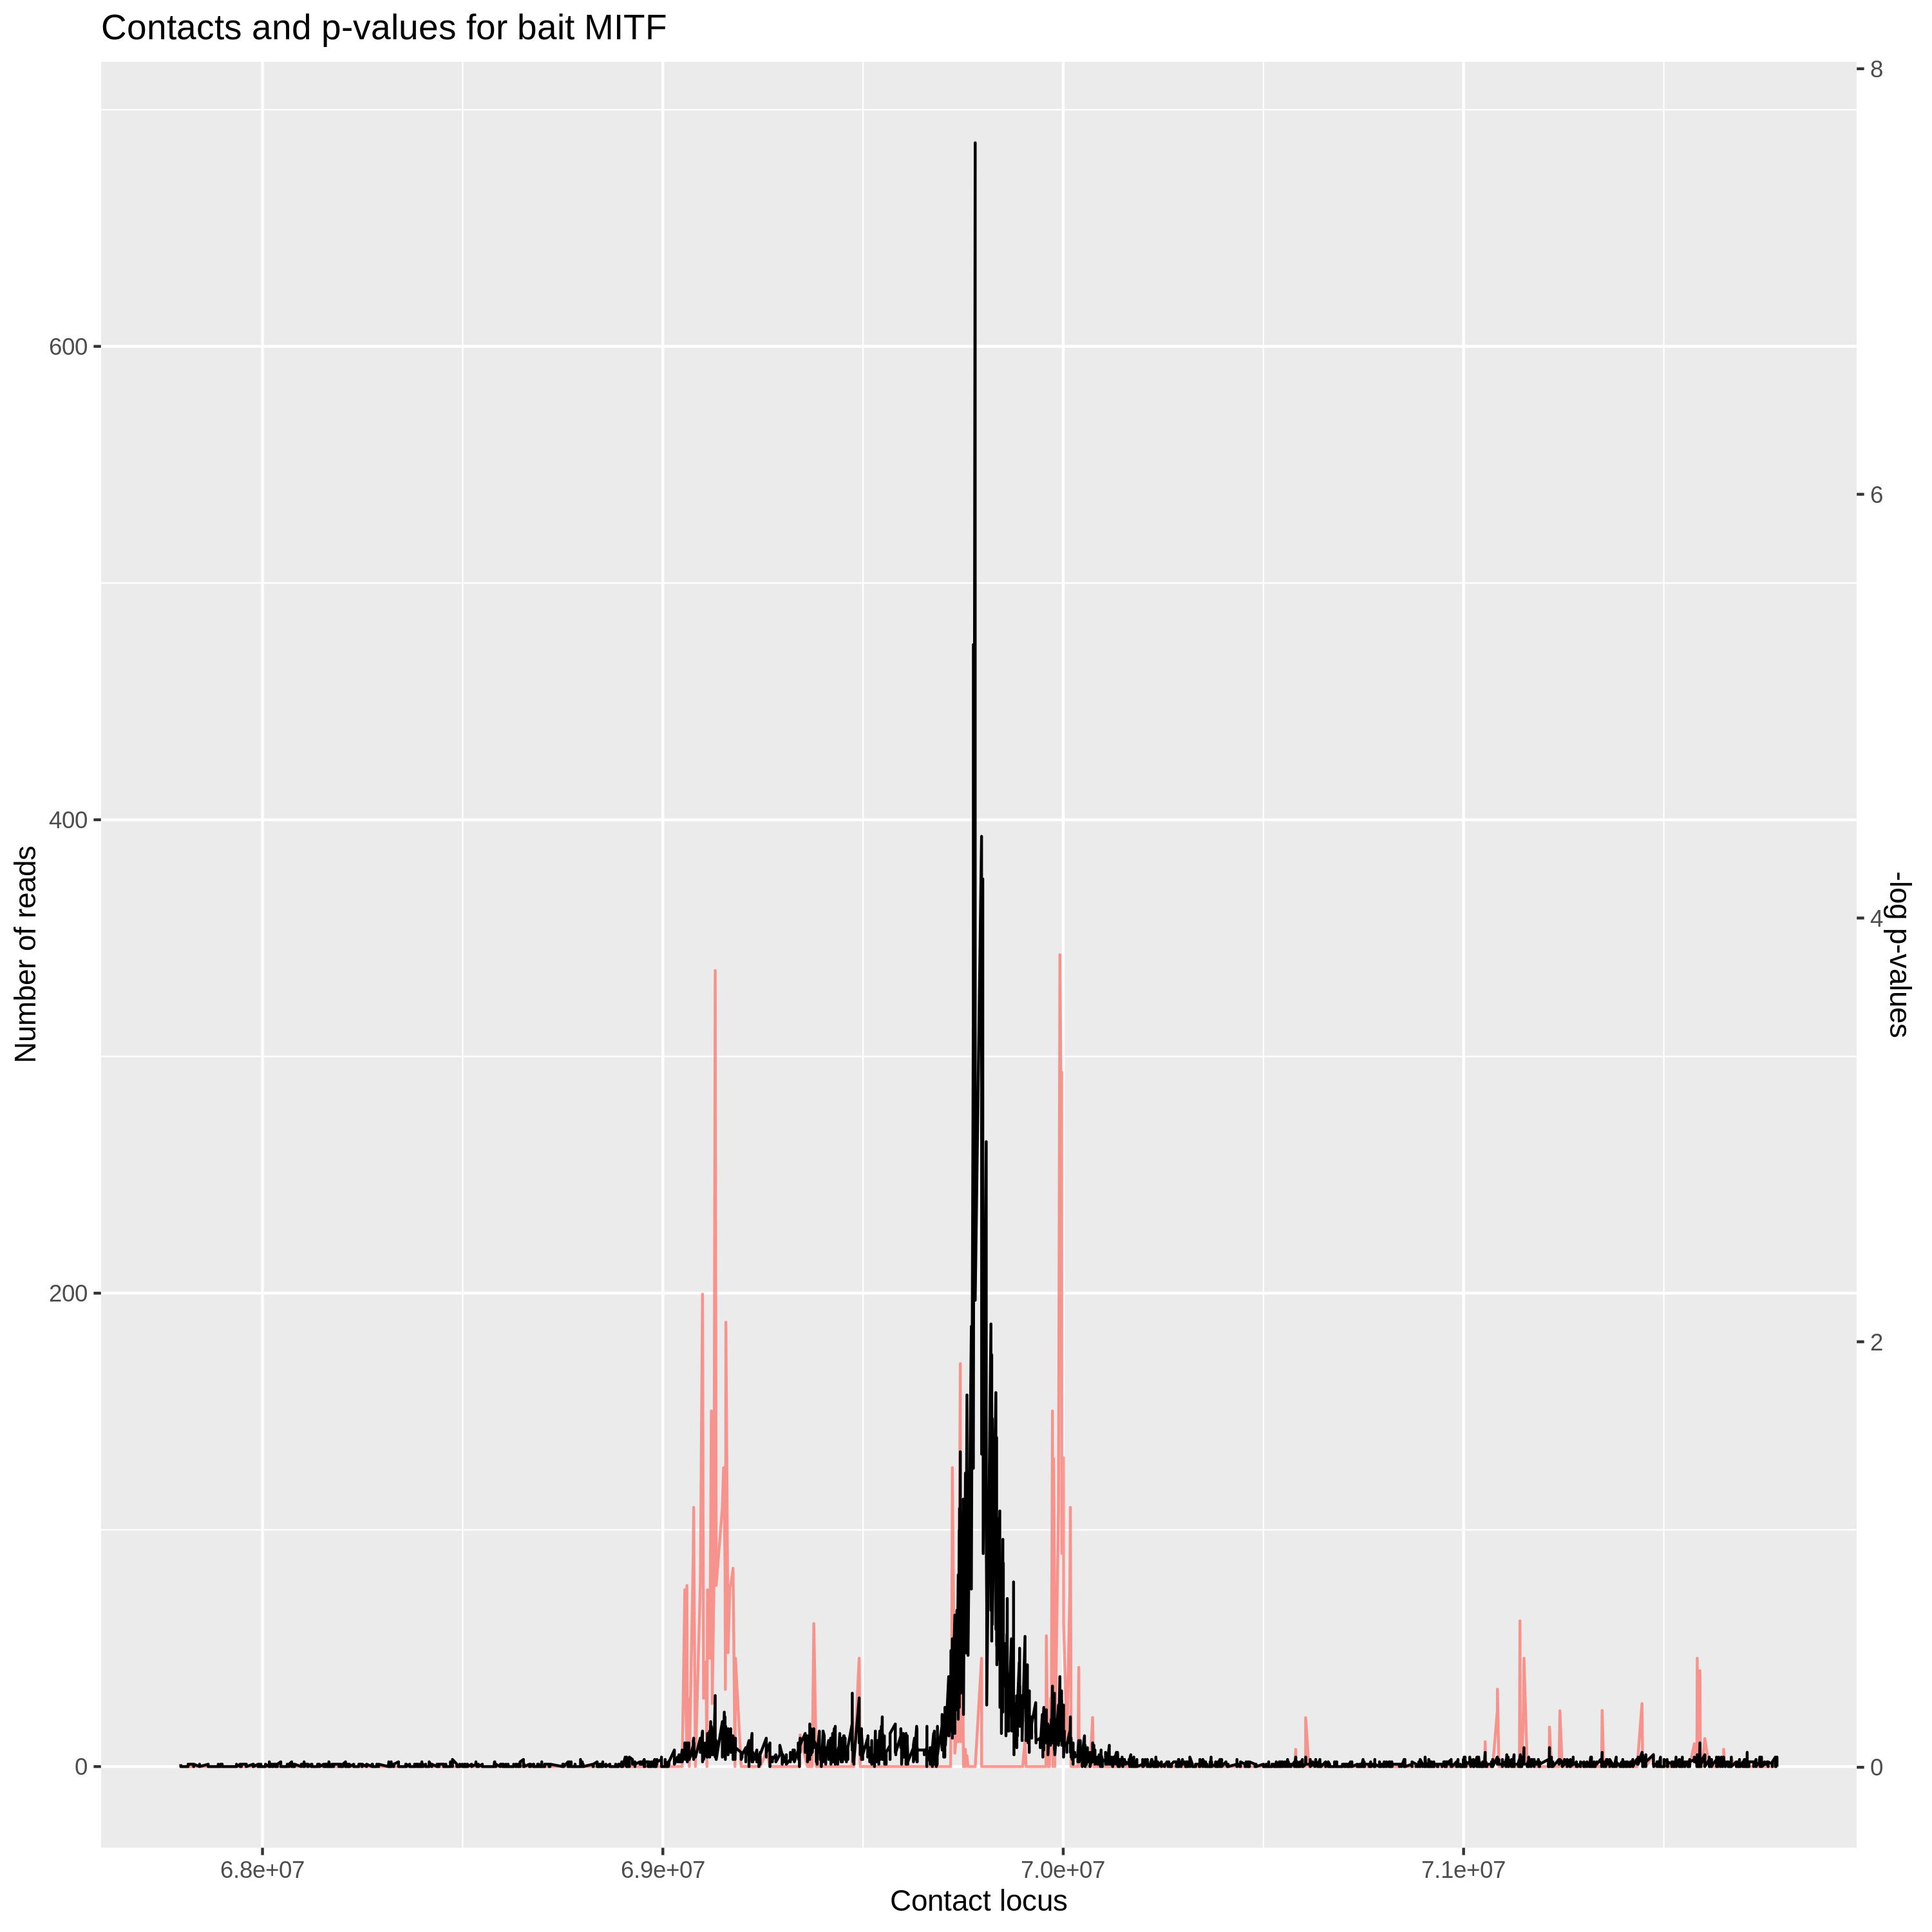 Contacts and p-values for bait MITF
Number of reads
600
400
200
0
8
6
4
2
0
-log p-values
6.8e+07 6.9e+07 7.0e+07 7.1e+07
Contact locus